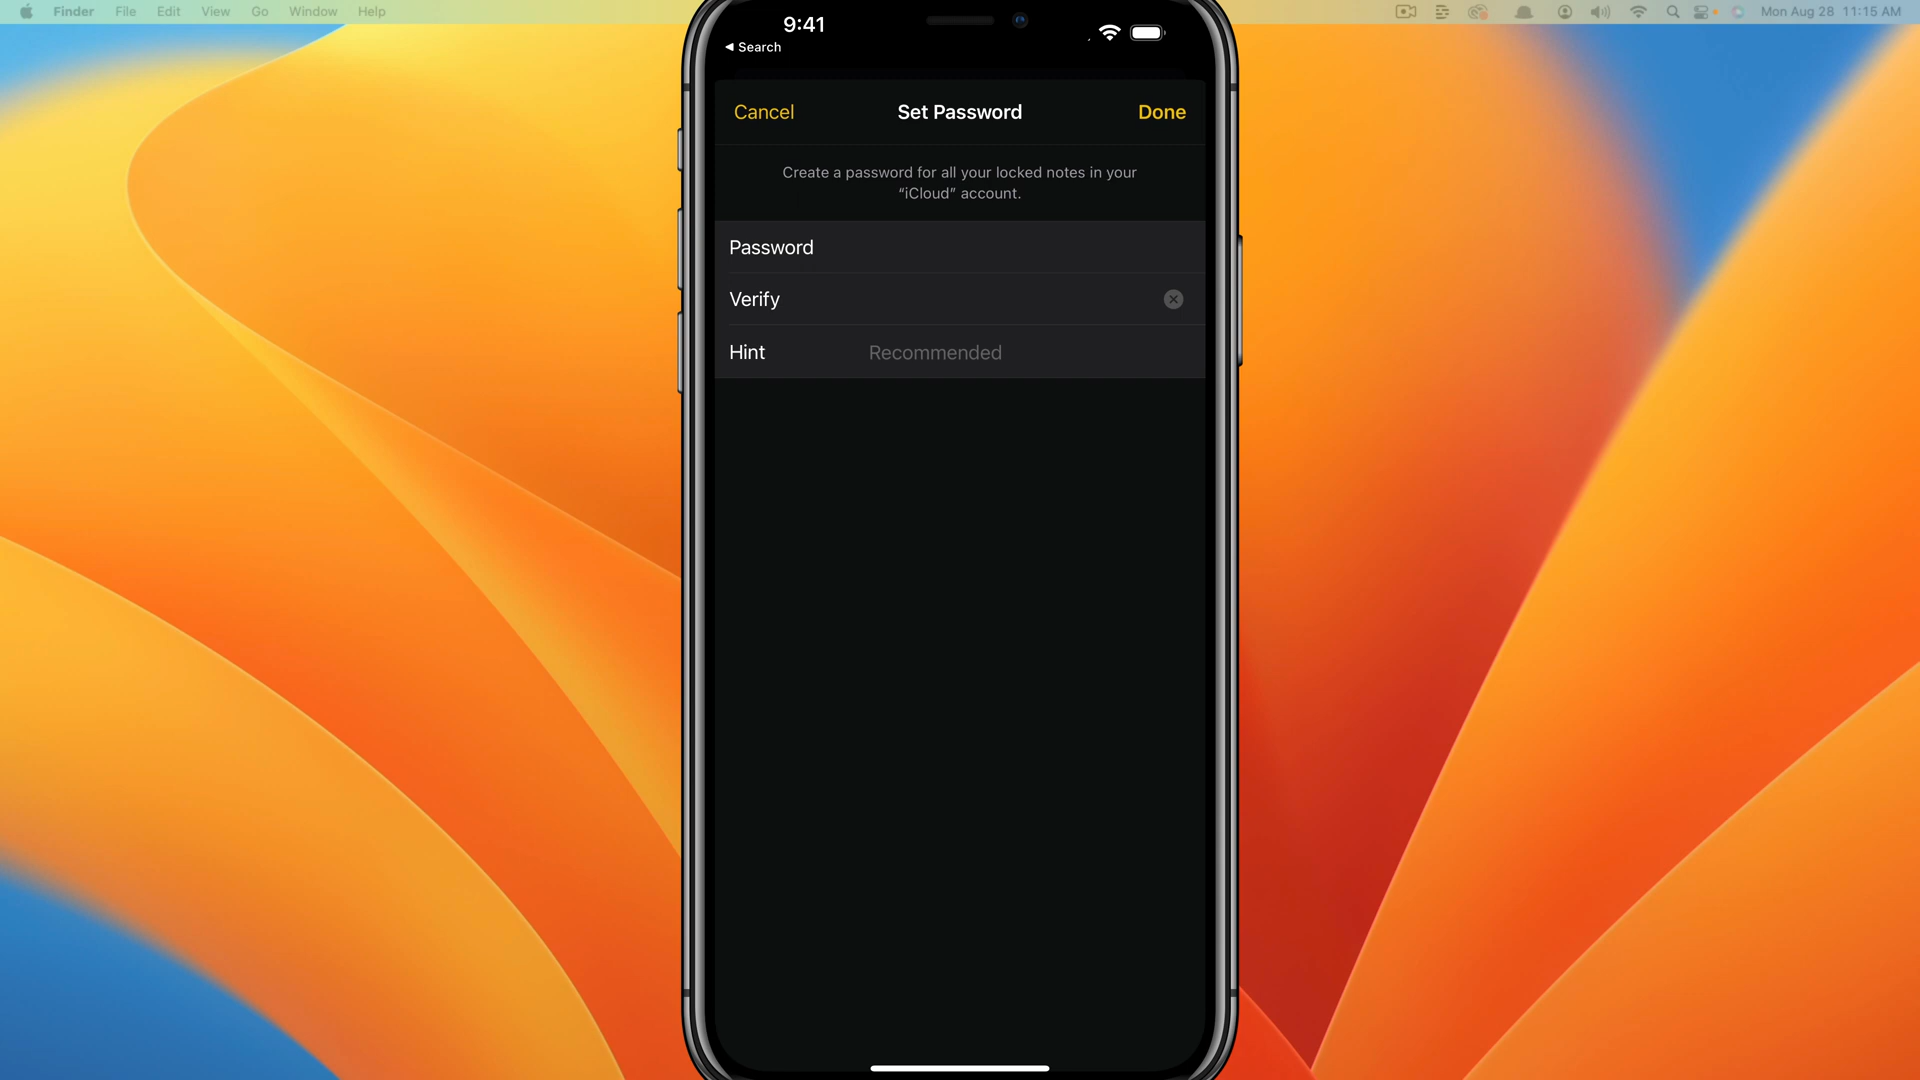 Finder File Edit View Go Window Help
Mon Aug 28 11:15 AM
9:41
◀ Search
Cancel
Set Password
Done
Create a password for all your locked notes in your
“iCloud” account.
Password
Verify
Hint
Recommended